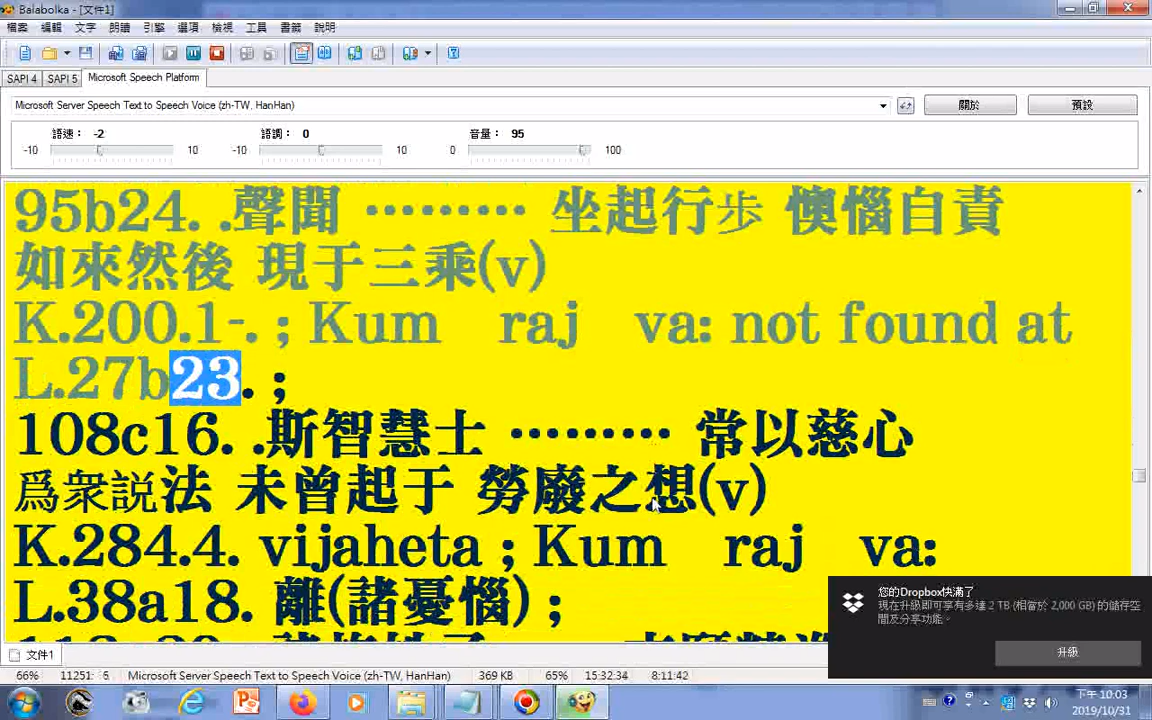 Balabolka - [文件1]
檔案 編輯 文字 朗讀 引擎 選項 檢視 工具 書籤 說明
SAPI 4 SAPI 5 Microsoft Speech Platform
Microsoft Server Speech Text to Speech Voice (zh-TW, HanHan) 關於 預設
語速： -2 語調： 0 音量： 95
-10 10 -10 10 0 100
95b24. .聲聞 ……… 坐起行步 懊惱自責
如來然後 現于三乘(v)
K.200.1-. ; Kum raj va: not found at
L.27b23. ;
108c16. .斯智慧士 ……… 常以慈心
爲衆説法 未曾起于 勞廢之想(v)
K.284.4. vijaheta ; Kum raj va:
L.38a18. 離(諸憂惱) ;
您的Dropbox快滿了
現在升級即可享有多達 2 TB (相當於 2,000 GB) 的儲存空
間及分享功能。
升級
文件1
66% 11251: 6 Microsoft Server Speech Text to Speech Voice (zh-TW, HanHan) 369 KB 65% 15:32:34 8:11:42
下午 10:03
2019/10/31